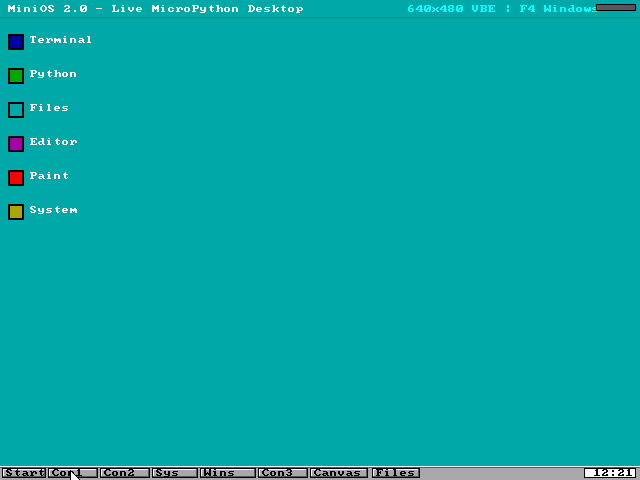 MiniOS 2.0 - Live MicroPython Desktop 640x480 VBE | F4 Windows
Terminal
Python
Files
Editor
Paint
System
Start Con1 Con2 Sys Wins Con3 Canvas Files 12:21